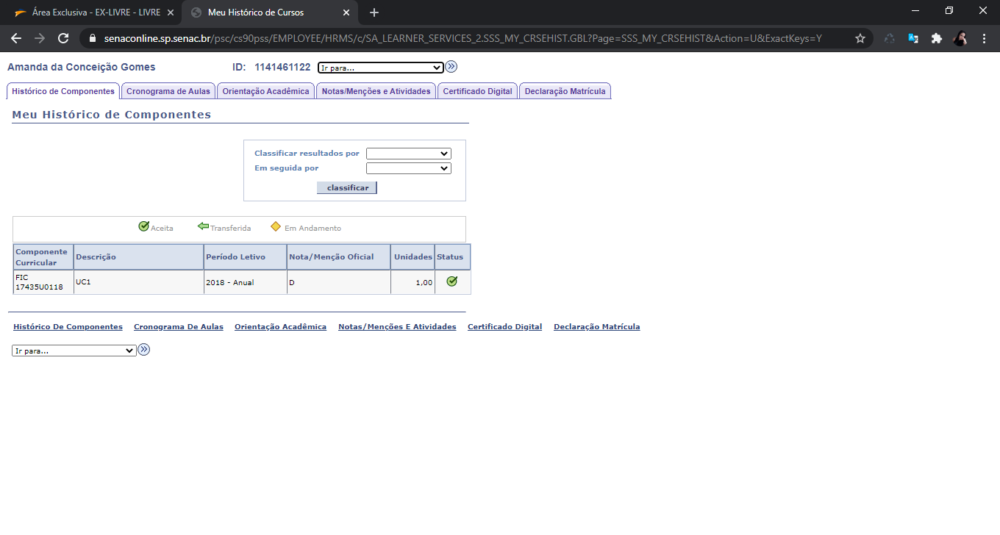 Área Exclusiva - EX-LIVRE - LIVRE
Meu Histórico de Cursos
senaconline.sp.senac.br/psc/cs90pss/EMPLOYEE/HRMS/c/SA_LEARNER_SERVICES_2.SSS_MY_CRSEHIST.GBL?Page=SSS_MY_CRSEHIST&Action=U&ExactKeys=Y
Amanda da Conceição Gomes ID: 1141461122 Ir para...
Histórico de Componentes Cronograma de Aulas Orientação Acadêmica Notas/Menções e Atividades Certificado Digital Declaração Matrícula
Meu Histórico de Componentes
Classificar resultados por
Em seguida por
classificar
Aceita Transferida Em Andamento
Componente Curricular Descrição Período Letivo Nota/Menção Oficial Unidades Status
FIC 17435U0118 UC1 2018 - Anual D 1,00
Histórico De Componentes Cronograma De Aulas Orientação Acadêmica Notas/Menções E Atividades Certificado Digital Declaração Matrícula
Ir para...